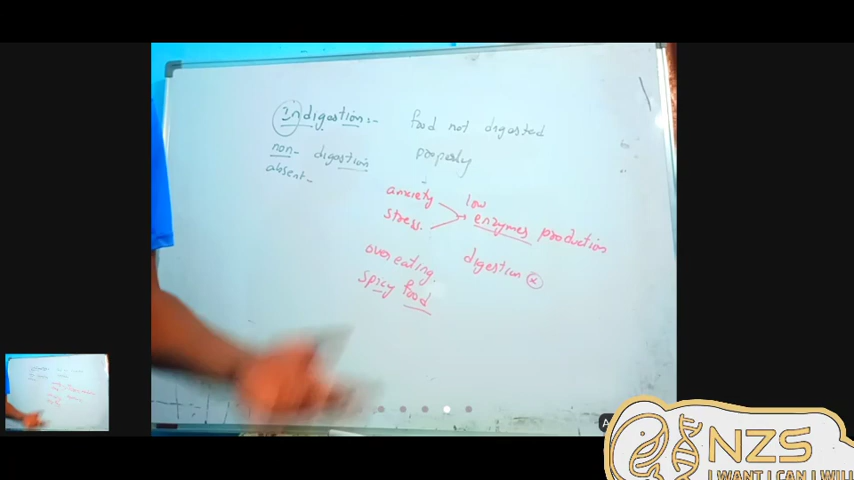 Indigestion:- food not digested
non- digestion properly
absent-
anxiety low
stress. enzymes production
over eating. digestion x
spicy food
NZS
I WANT I CAN I WILL